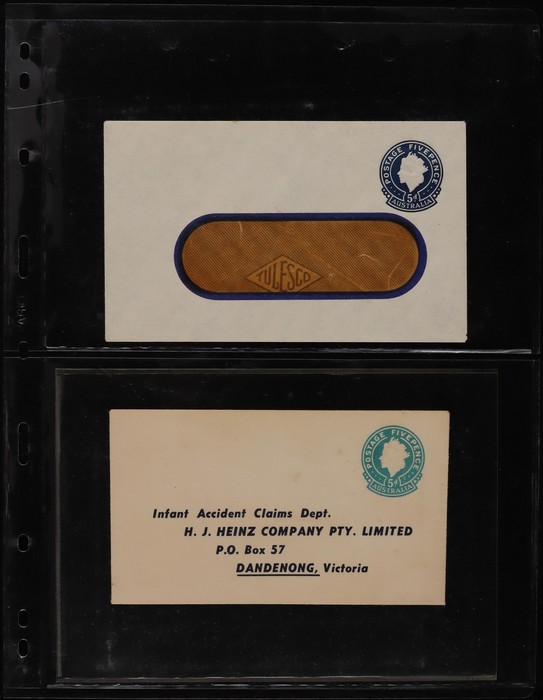 POSTAGE FIVEPENCE
5d
AUSTRALIA
TULESCO
POSTAGE FIVEPENCE
5d
AUSTRALIA
Infant Accident Claims Dept.
H. J. HEINZ COMPANY PTY. LIMITED
P.O. Box 57
DANDENONG, Victoria